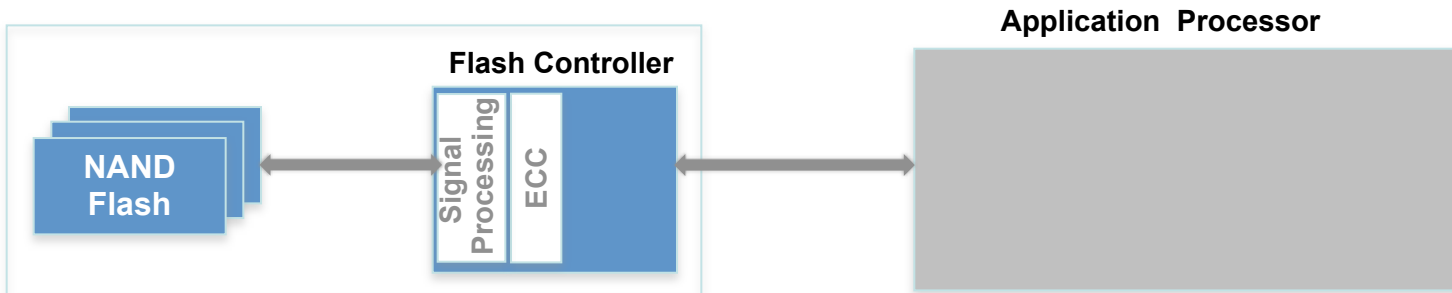 Application Processor
Flash Controller
NAND
Flash
Signal
Processing
ECC